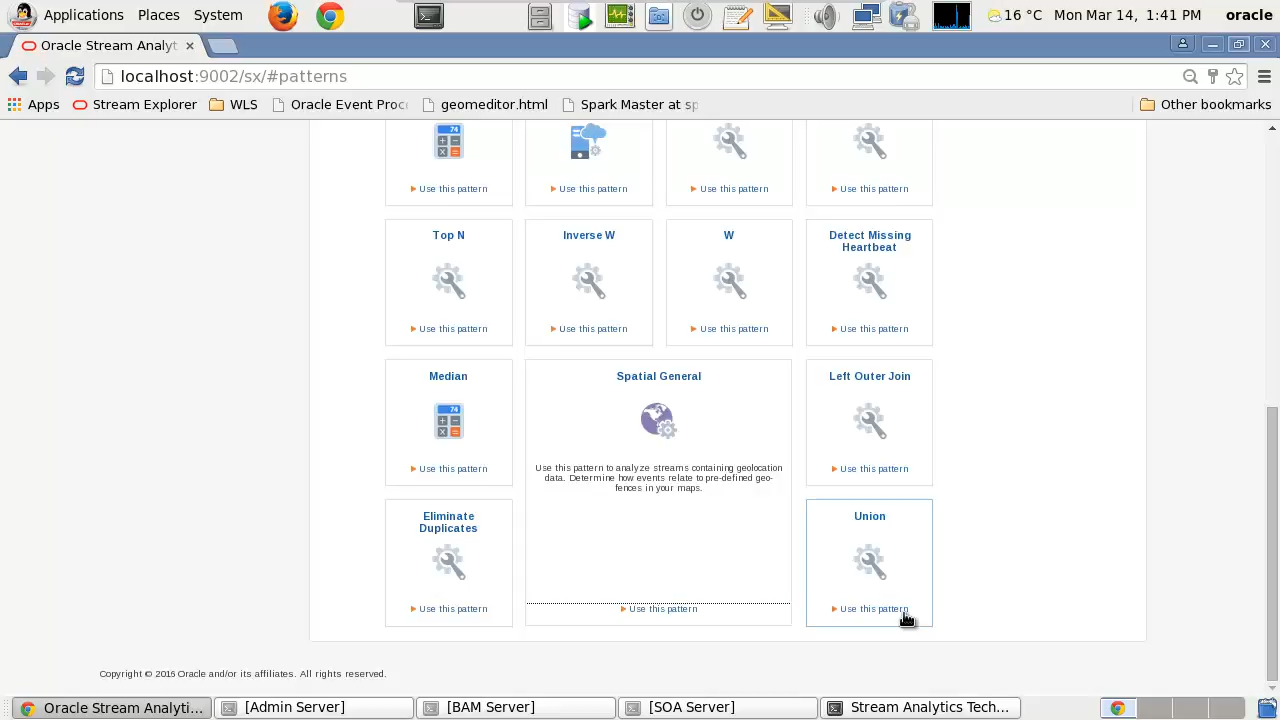 Applications Places System 16 °C Mon Mar 14, 1:41 PM oracle
Oracle Stream Analyt ×
localhost:9002/sx/#patterns
Apps Stream Explorer WLS Oracle Event Proc geomeditor.html Spark Master at sp Other bookmarks
74
Use this pattern Use this pattern Use this pattern Use this pattern
Top N Inverse W W Detect Missing
Heartbeat
Use this pattern Use this pattern Use this pattern Use this pattern
Median Spatial General Left Outer Join
74
Use this pattern Use this pattern to analyze streams containing geolocation Use this pattern
data. Determine how events relate to pre-defined geo-
fences in your maps.
Eliminate Union
Duplicates
Use this pattern Use this pattern Use this pattern
Copyright © 2016 Oracle and/or its affiliates. All rights reserved.
Oracle Stream Analyti... [Admin Server] [BAM Server] [SOA Server] Stream Analytics Tech...